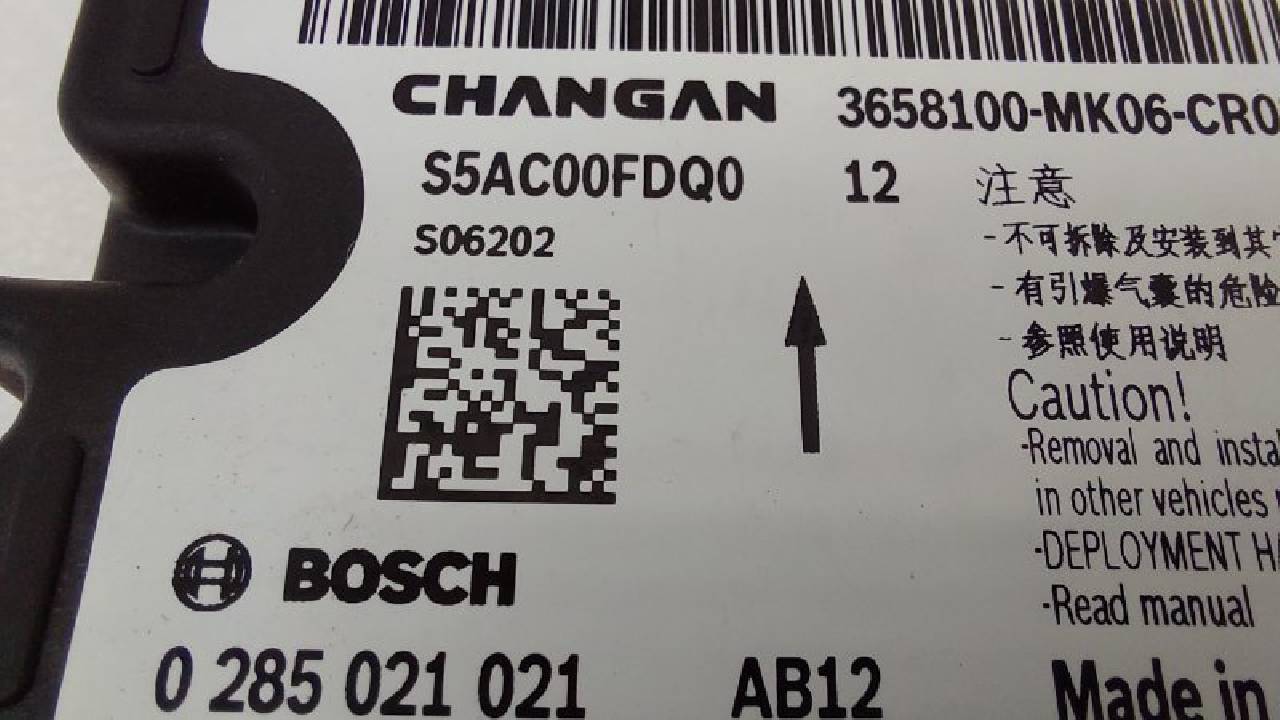 CHANGAN 3658100-MK06-CR0
S5AC00FDQ0 12 注意
S06202
-不可拆除及安装到其它
-有引爆气囊的危险
-参照使用说明
Caution!
-Removal and insta
in other vehicles
-DEPLOYMENT HA
-Read manual
BOSCH
0 285 021 021 AB12 Made in